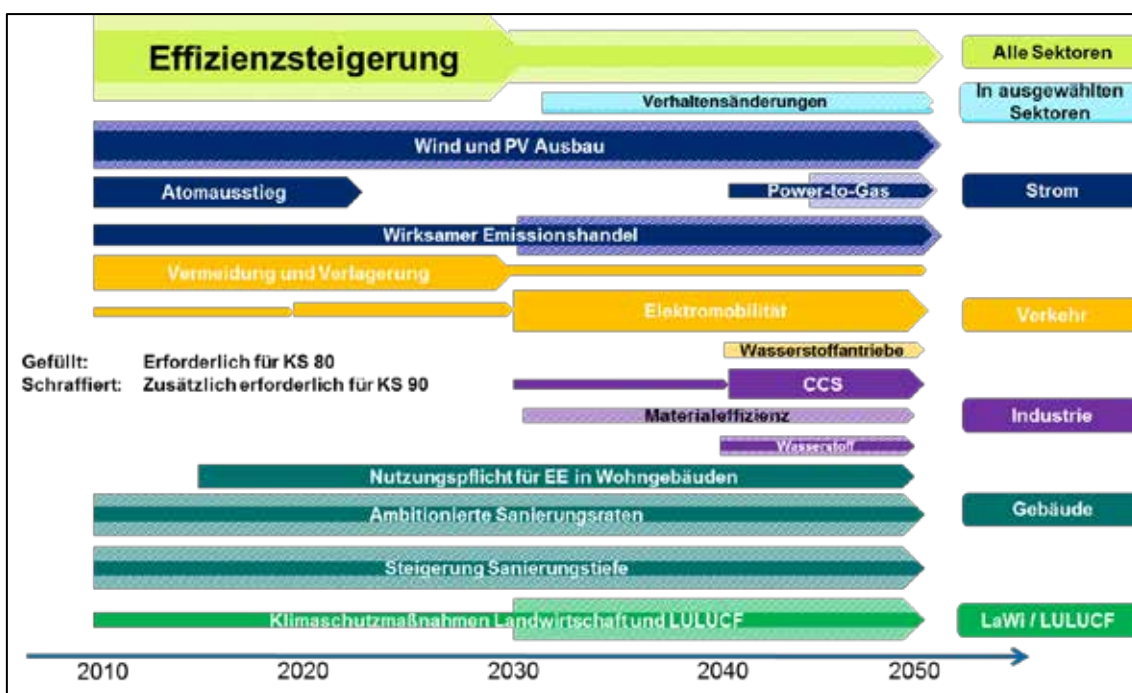 Effizienzsteigerung
Alle Sektoren
Verhaltensänderungen
In ausgewählten
Sektoren
Wind und PV Ausbau
Atomausstieg
Power-to-Gas
Strom
Wirksamer Emissionshandel
Vermeidung und Verlagerung
Elektromobilität
Verkehr
Wasserstoffantriebe
Gefüllt: Erforderlich für KS 80
Schraffiert: Zusätzlich erforderlich für KS 90
CCS
Materialeffizienz
Industrie
Wasserstoff
Nutzungspflicht für EE in Wohngebäuden
Ambitionierte Sanierungsraten
Gebäude
Steigerung Sanierungstiefe
Klimaschutzmaßnahmen Landwirtschaft und LULUCF
LaWi / LULUCF
2010 2020 2030 2040 2050